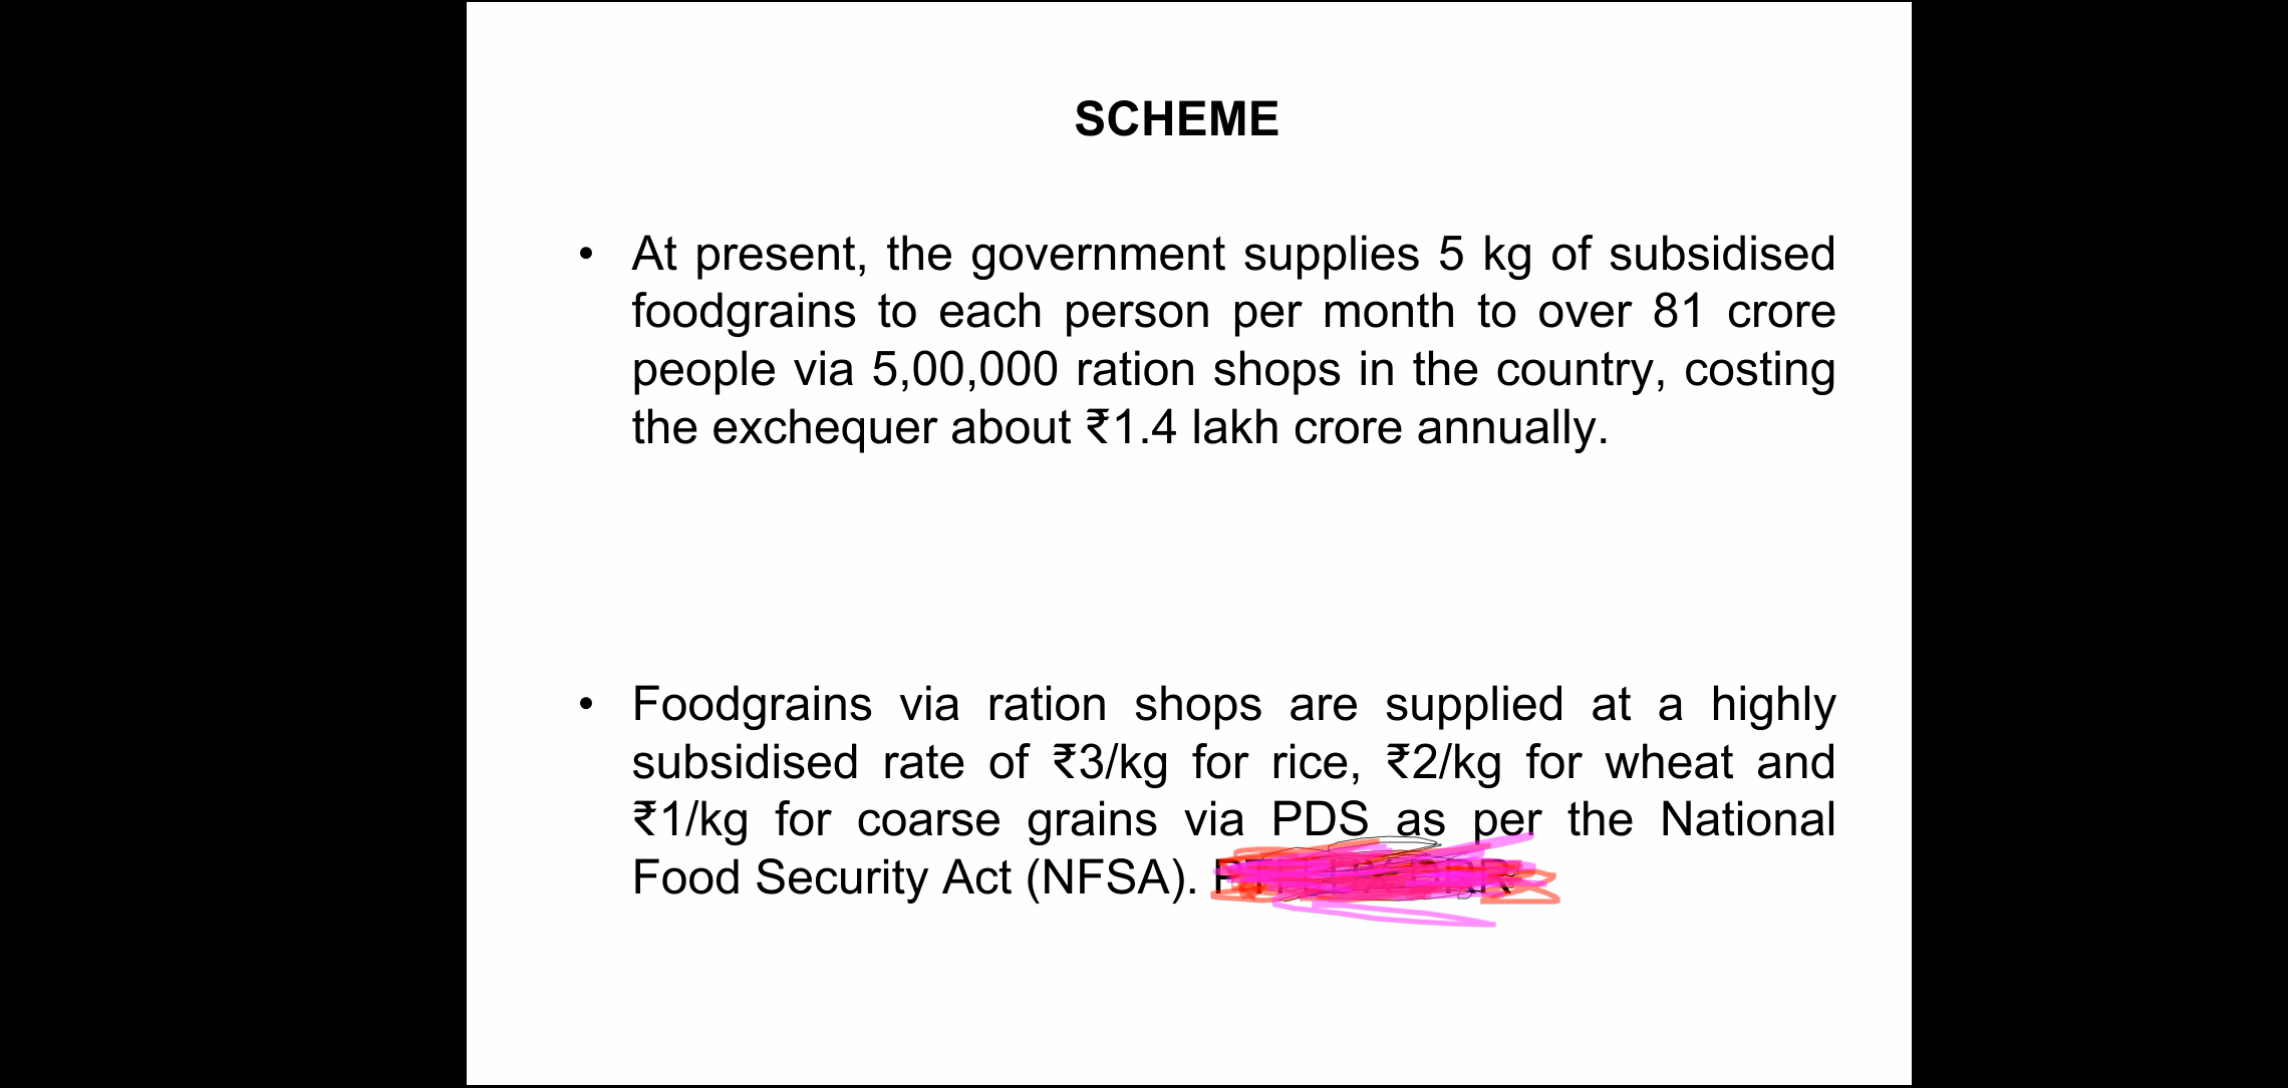 SCHEME
• At present, the government supplies 5 kg of subsidised
foodgrains to each person per month to over 81 crore
people via 5,00,000 ration shops in the country, costing
the exchequer about ₹1.4 lakh crore annually.
• Foodgrains via ration shops are supplied at a highly
subsidised rate of ₹3/kg for rice, ₹2/kg for wheat and
₹1/kg for coarse grains via PDS as per the National
Food Security Act (NFSA).